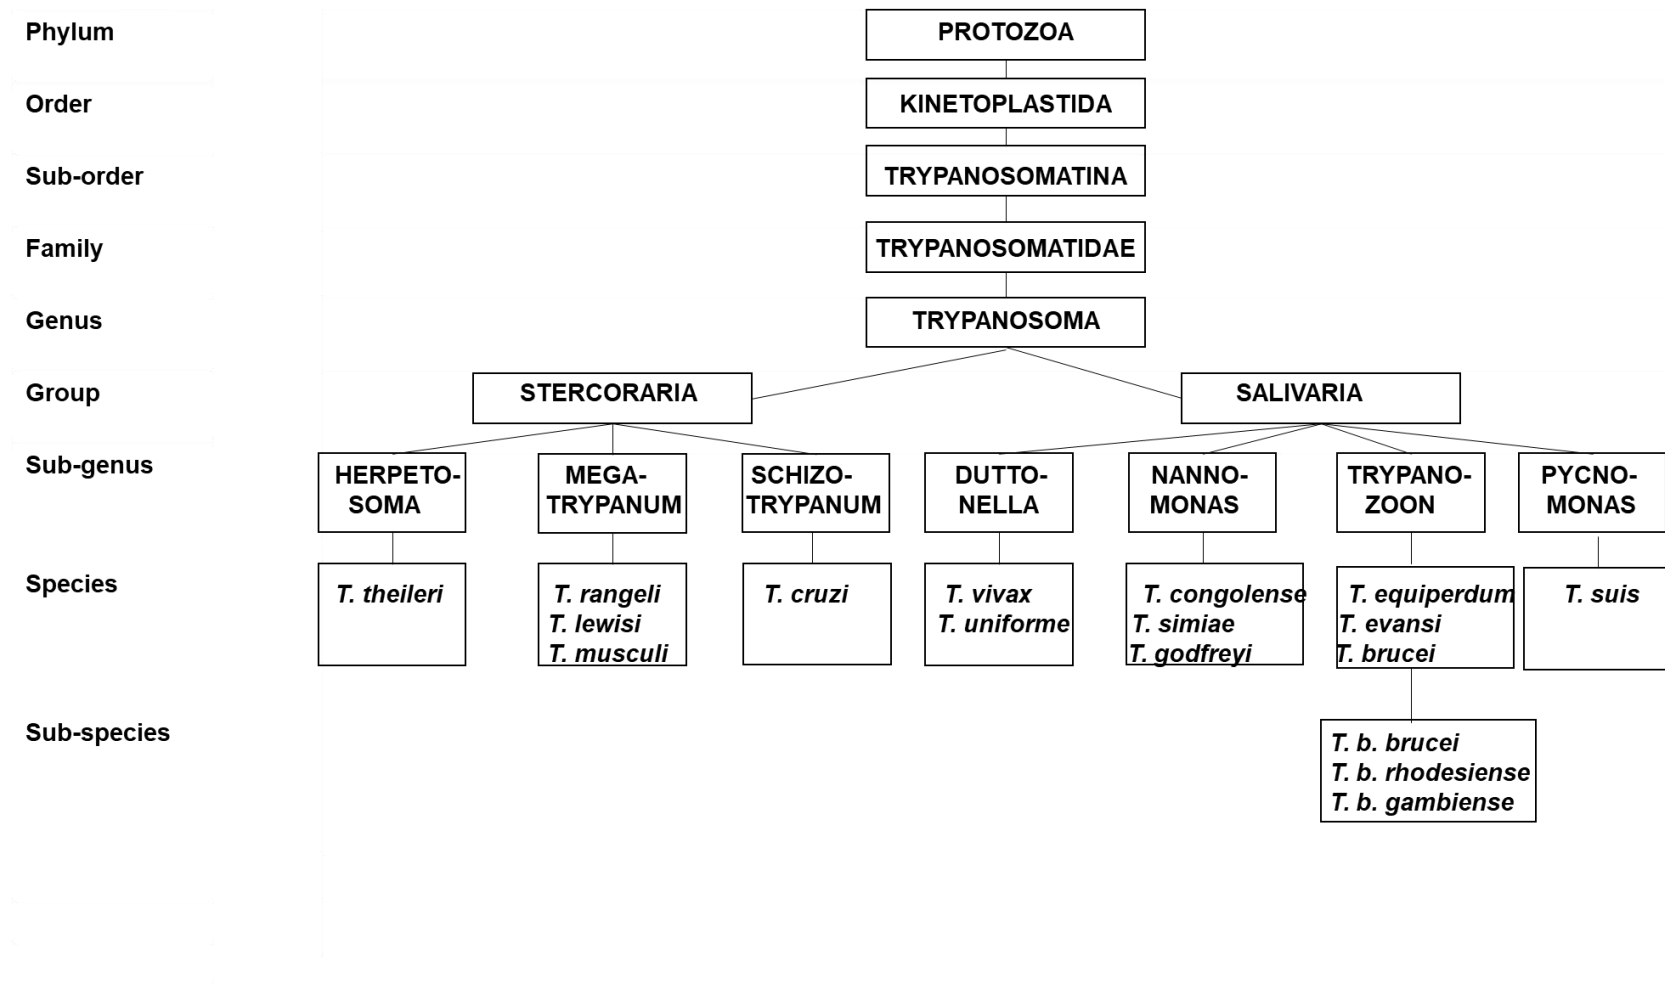 Phylum
PROTOZOA
Order
KINETOPLASTIDA
Sub-order
TRYPANOSOMATINA
Family
TRYPANOSOMATIDAE
Genus
TRYPANOSOMA
Group
STERCORARIA
SALIVARIA
Sub-genus
HERPETO-
SOMA
MEGA-
TRYPANUM
SCHIZO-
TRYPANUM
DUTTO-
NELLA
NANNO-
MONAS
TRYPANO-
ZOON
PYCNO-
MONAS
Species
T. theileri
T. rangeli
T. lewisi
T. musculi
T. cruzi
T. vivax
T. uniforme
T. congolense
T. simiae
T. godfreyi
T. equiperdum
T. evansi
T. brucei
T. suis
Sub-species
T. b. brucei
T. b. rhodesiense
T. b. gambiense